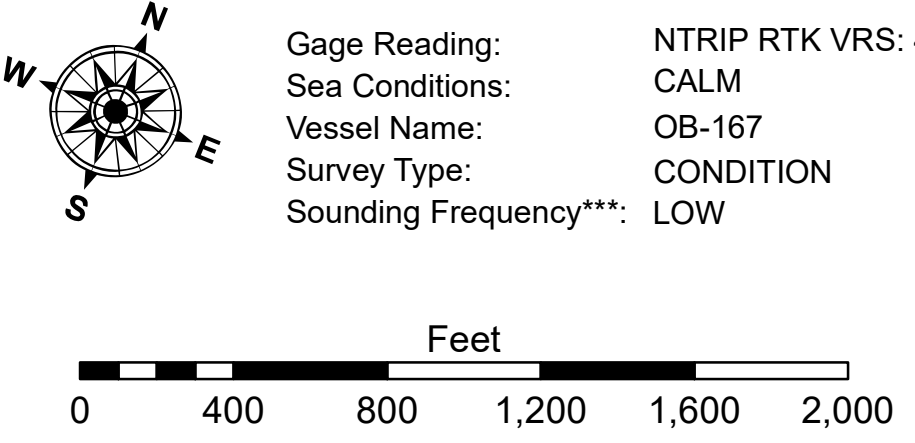 N
W
E
S
Gage Reading: NTRIP RTK VRS:
Sea Conditions: CALM
Vessel Name: OB-167
Survey Type: CONDITION
Sounding Frequency***: LOW
Feet
0 400 800 1,200 1,600 2,000